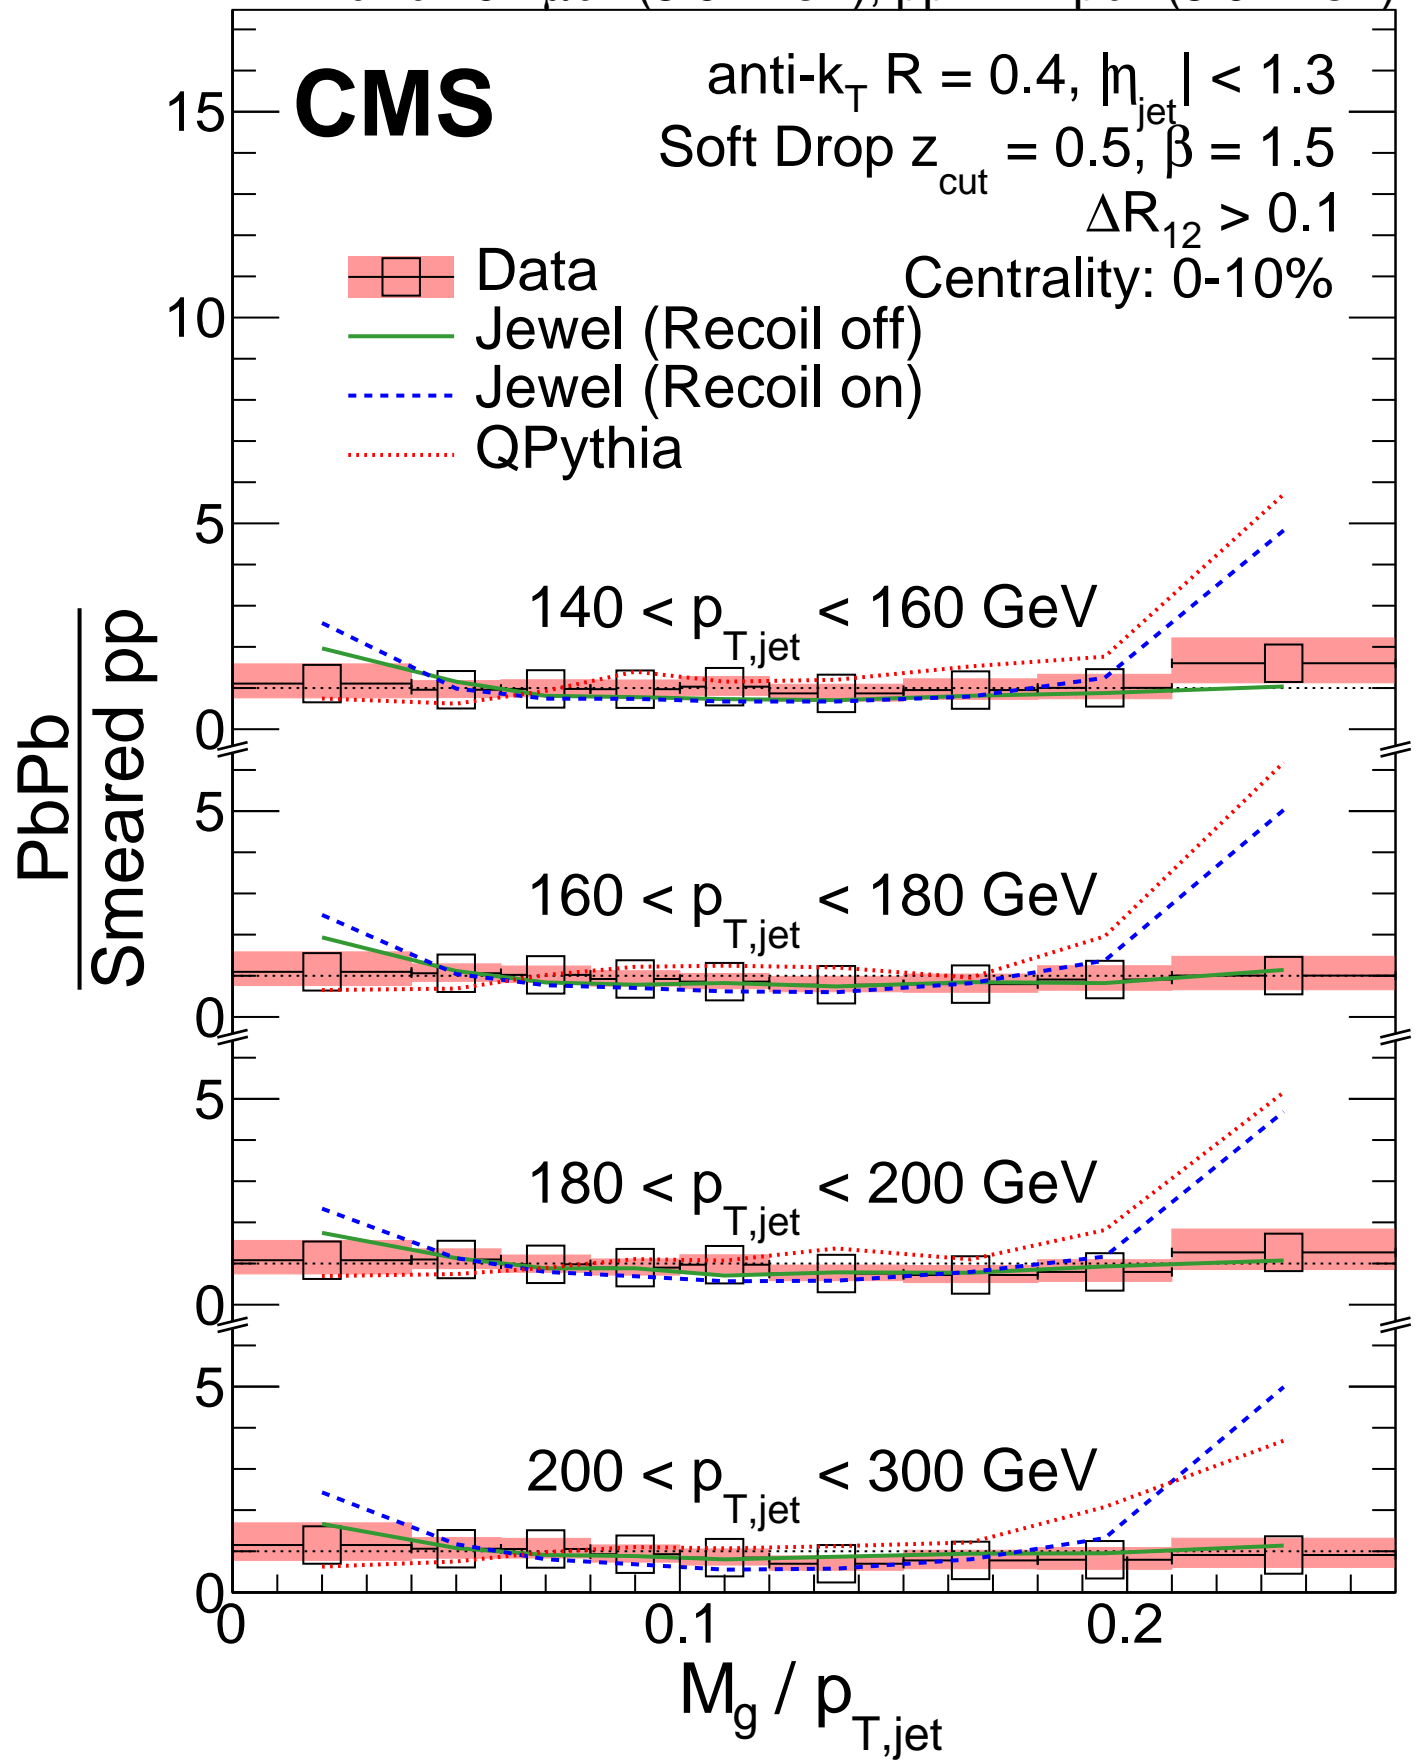 CMS
anti-k_T R = 0.4, |η_jet| < 1.3
Soft Drop z_cut = 0.5, β = 1.5
ΔR_12 > 0.1
Centrality: 0-10%
Data
Jewel (Recoil off)
Jewel (Recoil on)
QPythia
15
10
5
140 < p_T,jet < 160 GeV
0
5
160 < p_T,jet < 180 GeV
0
5
180 < p_T,jet < 200 GeV
0
5
200 < p_T,jet < 300 GeV
0
PbPb
Smeared pp
0 0.1 0.2
M_g / p_T,jet